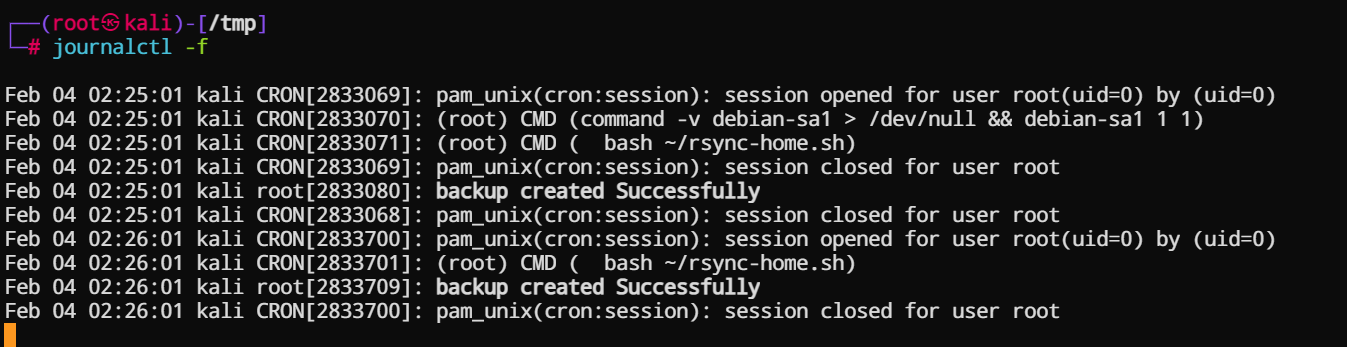 ┌──(root㉿kali)-[/tmp]
└─# journalctl -f
Feb 04 02:25:01 kali CRON[2833069]: pam_unix(cron:session): session opened for user root(uid=0) by (uid=0)
Feb 04 02:25:01 kali CRON[2833070]: (root) CMD (command -v debian-sa1 > /dev/null && debian-sa1 1 1)
Feb 04 02:25:01 kali CRON[2833071]: (root) CMD (  bash ~/rsync-home.sh)
Feb 04 02:25:01 kali CRON[2833069]: pam_unix(cron:session): session closed for user root
Feb 04 02:25:01 kali root[2833080]: backup created Successfully
Feb 04 02:25:01 kali CRON[2833068]: pam_unix(cron:session): session closed for user root
Feb 04 02:26:01 kali CRON[2833700]: pam_unix(cron:session): session opened for user root(uid=0) by (uid=0)
Feb 04 02:26:01 kali CRON[2833701]: (root) CMD (  bash ~/rsync-home.sh)
Feb 04 02:26:01 kali root[2833709]: backup created Successfully
Feb 04 02:26:01 kali CRON[2833700]: pam_unix(cron:session): session closed for user root